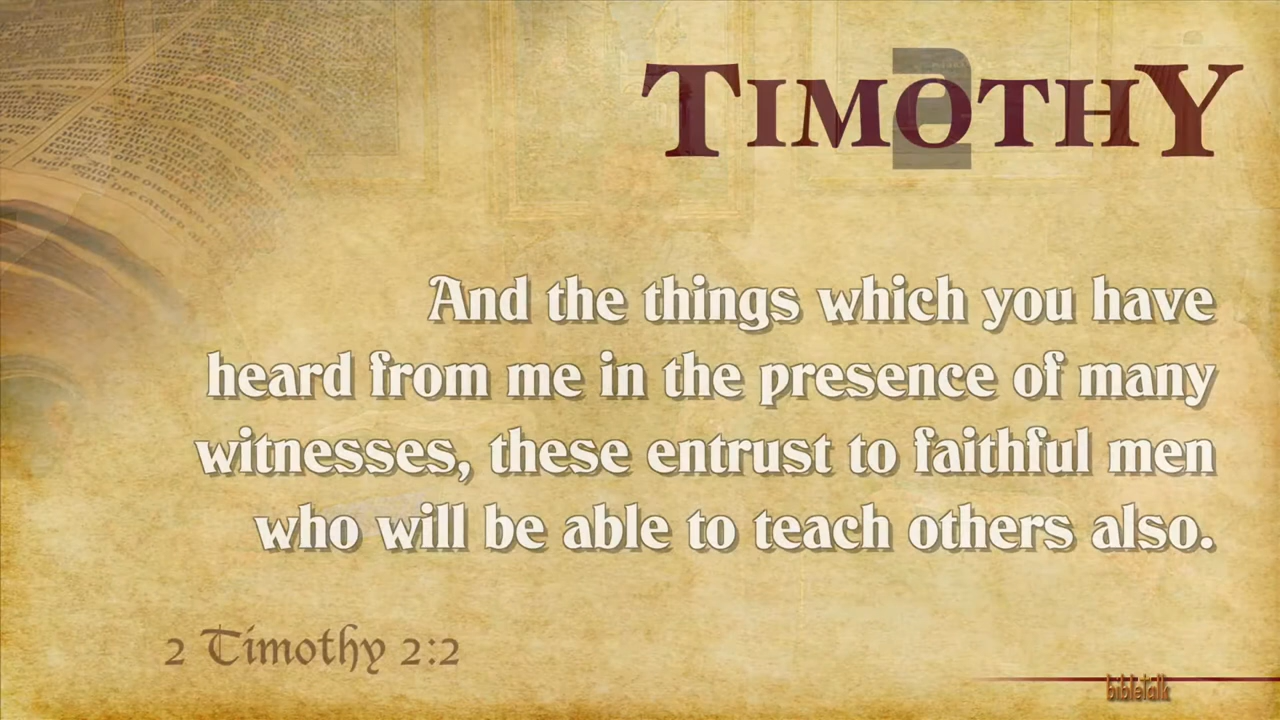 2
TIMOTHY
And the things which you have
heard from me in the presence of many
witnesses, these entrust to faithful men
who will be able to teach others also.
2 Timothy 2:2
bibletalk